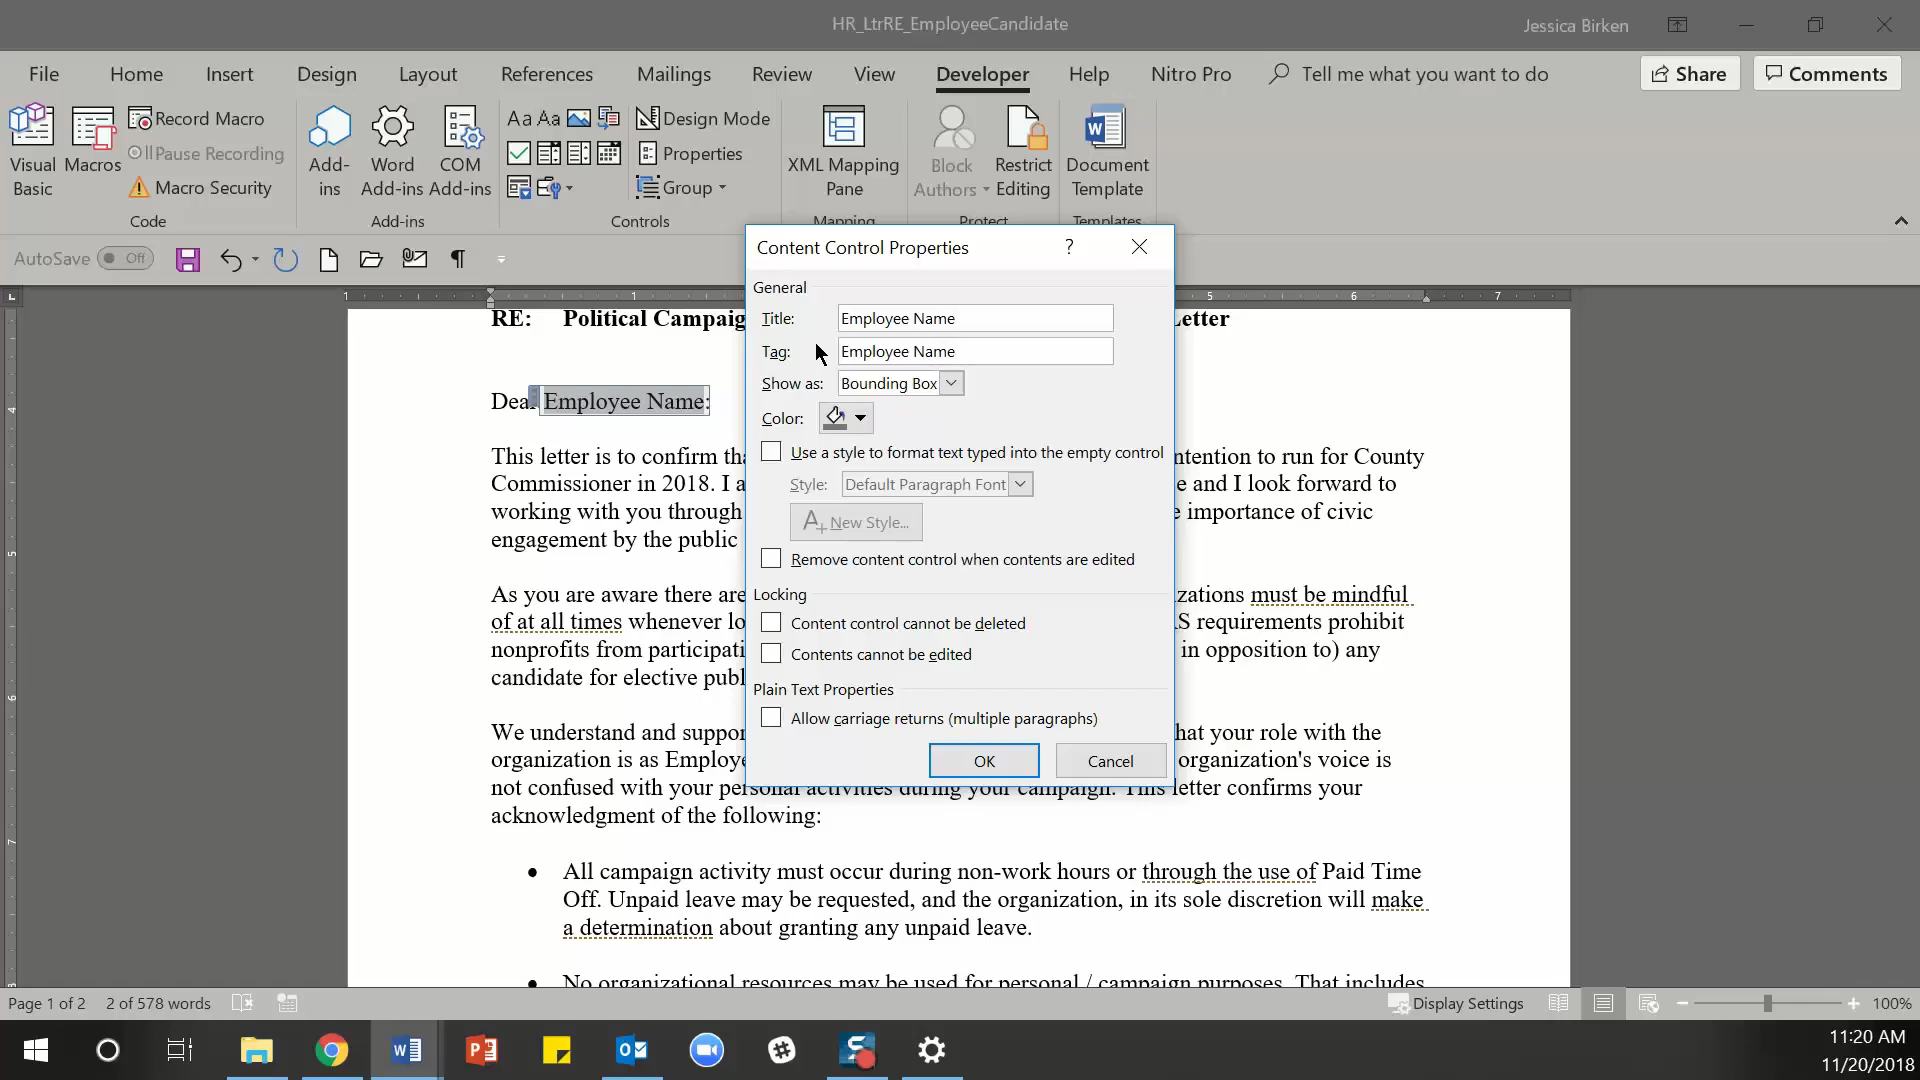 HR_LtrRE_EmployeeCandidate
Jessica Birken
File Home Insert Design Layout References Mailings Review View Developer Help Nitro Pro Tell me what you want to do Share Comments
Visual Basic
Macros
Record Macro
Pause Recording
Macro Security
Code
Add-ins
Word Add-ins
COM Add-ins
Add-ins
Aa Aa
Design Mode
Properties
Group
Controls
XML Mapping Pane
Mapping
Block Authors
Restrict Editing
Protect
Document Template
Templates
AutoSave Off
1 1 5 6 7
4
5
6
7
RE: Political Campaig
Letter
Dear Employee Name:
This letter is to confirm tha
ntention to run for County
Commissioner in 2018. I a
e and I look forward to
working with you through
e importance of civic
engagement by the public
As you are aware there are
zations must be mindful
of at all times whenever lo
S requirements prohibit
nonprofits from participati
in opposition to) any
candidate for elective publ
We understand and suppor
hat your role with the
organization is as Employe
organization's voice is
not confused with your personal activities during your campaign. This letter confirms your
acknowledgment of the following:
• All campaign activity must occur during non-work hours or through the use of Paid Time
Off. Unpaid leave may be requested, and the organization, in its sole discretion will make
a determination about granting any unpaid leave.
• No organizational resources may be used for personal / campaign purposes. That includes
Content Control Properties ?
General
Title: Employee Name
Tag: Employee Name
Show as: Bounding Box
Color:
Use a style to format text typed into the empty control
Style: Default Paragraph Font
New Style...
Remove content control when contents are edited
Locking
Content control cannot be deleted
Contents cannot be edited
Plain Text Properties
Allow carriage returns (multiple paragraphs)
OK Cancel
Page 1 of 2 2 of 578 words Display Settings 100%
11:20 AM
11/20/2018